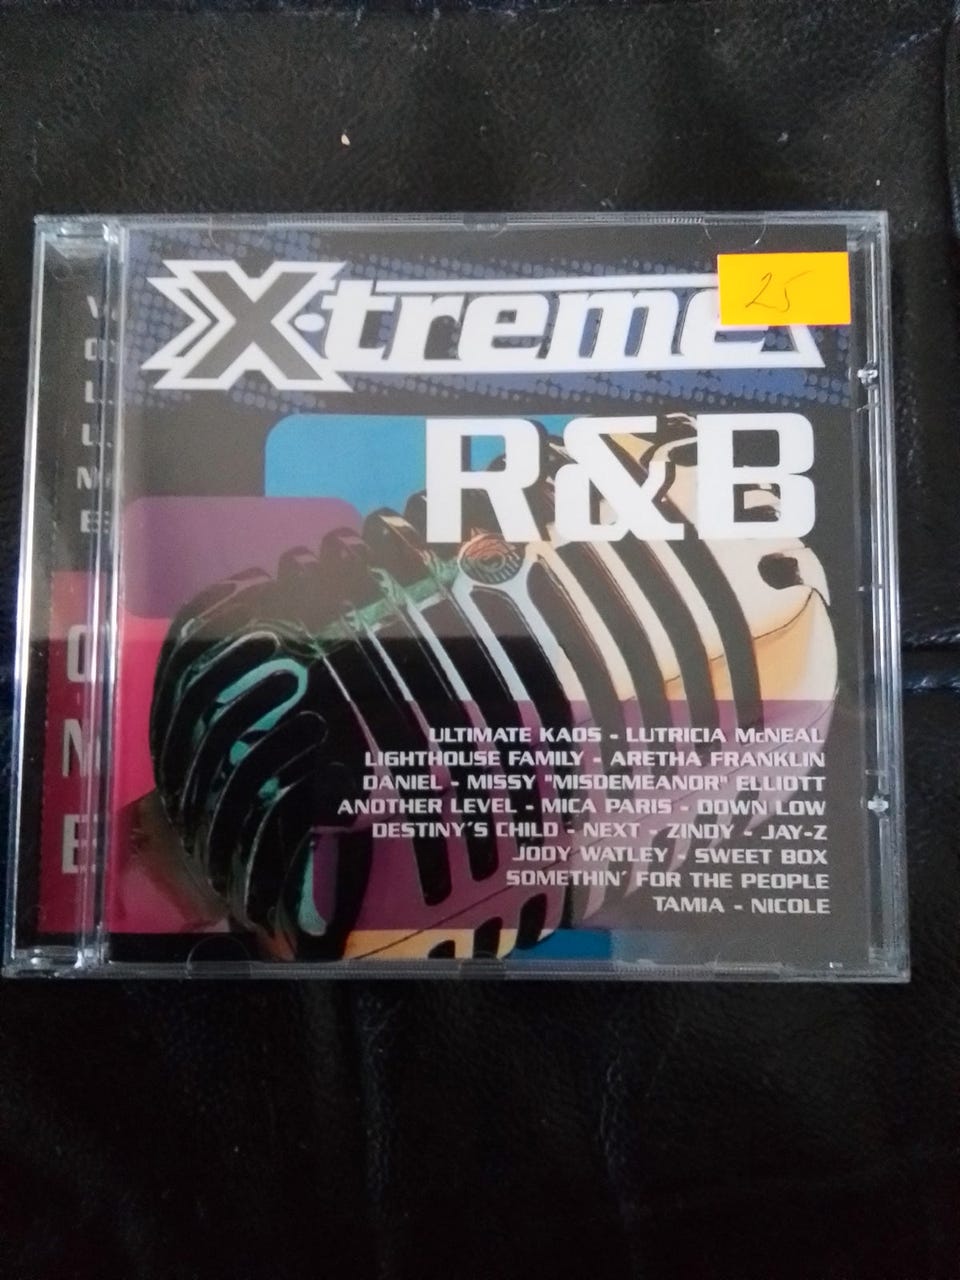 X-treme
25
R&B
VOLUME
ONE
ULTIMATE KAOS - LUTRICIA McNEAL
LIGHTHOUSE FAMILY - ARETHA FRANKLIN
DANIEL - MISSY "MISDEMEANOR" ELLIOTT
ANOTHER LEVEL - MICA PARIS - DOWN LOW
DESTINY´S CHILD - NEXT - ZINDY - JAY-Z
JODY WATLEY - SWEET BOX
SOMETHIN´ FOR THE PEOPLE
TAMIA - NICOLE